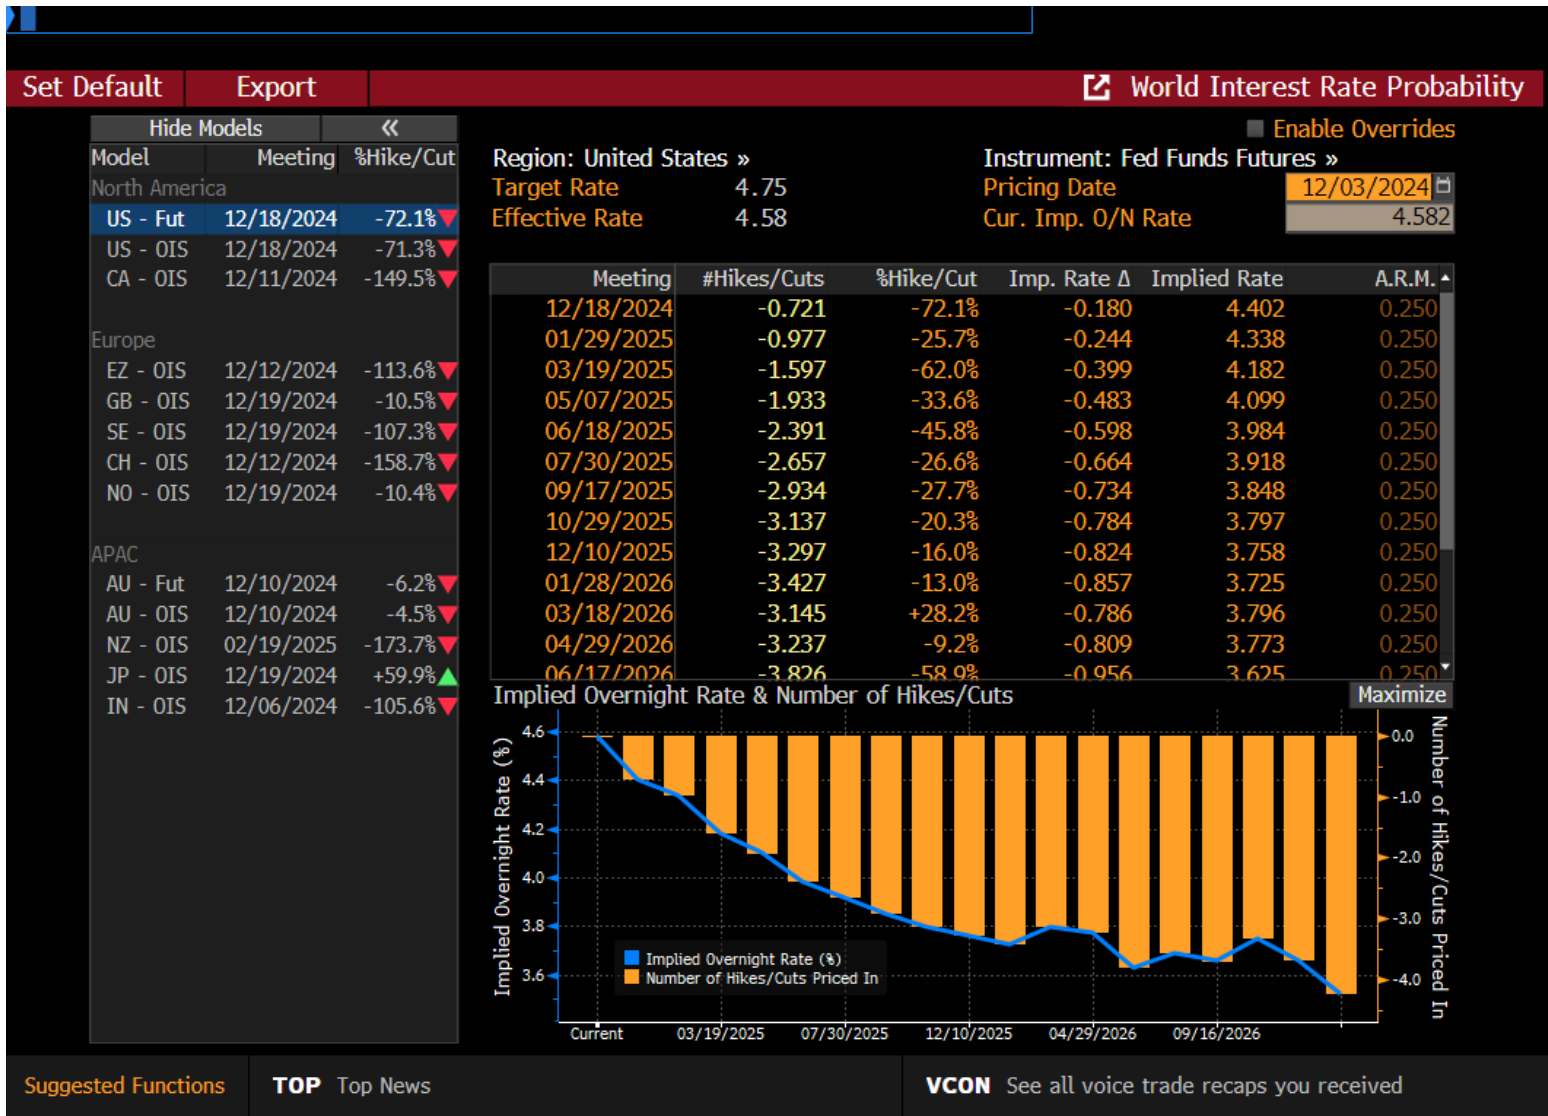 Set Default Export World Interest Rate Probability
Hide Models «
Enable Overrides
Model Meeting %Hike/Cut
North America
US - Fut 12/18/2024 -72.1%
US - OIS 12/18/2024 -71.3%
CA - OIS 12/11/2024 -149.5%
Europe
EZ - OIS 12/12/2024 -113.6%
GB - OIS 12/19/2024 -10.5%
SE - OIS 12/19/2024 -107.3%
CH - OIS 12/12/2024 -158.7%
NO - OIS 12/19/2024 -10.4%
APAC
AU - Fut 12/10/2024 -6.2%
AU - OIS 12/10/2024 -4.5%
NZ - OIS 02/19/2025 -173.7%
JP - OIS 12/19/2024 +59.9%
IN - OIS 12/06/2024 -105.6%
Region: United States » Instrument: Fed Funds Futures »
Target Rate 4.75 Pricing Date 12/03/2024
Effective Rate 4.58 Cur. Imp. O/N Rate 4.582
Meeting #Hikes/Cuts %Hike/Cut Imp. Rate Δ Implied Rate A.R.M.
12/18/2024 -0.721 -72.1% -0.180 4.402 0.250
01/29/2025 -0.977 -25.7% -0.244 4.338 0.250
03/19/2025 -1.597 -62.0% -0.399 4.182 0.250
05/07/2025 -1.933 -33.6% -0.483 4.099 0.250
06/18/2025 -2.391 -45.8% -0.598 3.984 0.250
07/30/2025 -2.657 -26.6% -0.664 3.918 0.250
09/17/2025 -2.934 -27.7% -0.734 3.848 0.250
10/29/2025 -3.137 -20.3% -0.784 3.797 0.250
12/10/2025 -3.297 -16.0% -0.824 3.758 0.250
01/28/2026 -3.427 -13.0% -0.857 3.725 0.250
03/18/2026 -3.145 +28.2% -0.786 3.796 0.250
04/29/2026 -3.237 -9.2% -0.809 3.773 0.250
06/17/2026 -3.826 -58.9% -0.956 3.625 0.250
Implied Overnight Rate & Number of Hikes/Cuts Maximize
Implied Overnight Rate (%)
4.6
4.4
4.2
4.0
3.8
3.6
Implied Overnight Rate (%)
Number of Hikes/Cuts Priced In
0.0
-1.0
-2.0
-3.0
-4.0
Number of Hikes/Cuts Priced In
Current 03/19/2025 07/30/2025 12/10/2025 04/29/2026 09/16/2026
Suggested Functions TOP Top News VCON See all voice trade recaps you received